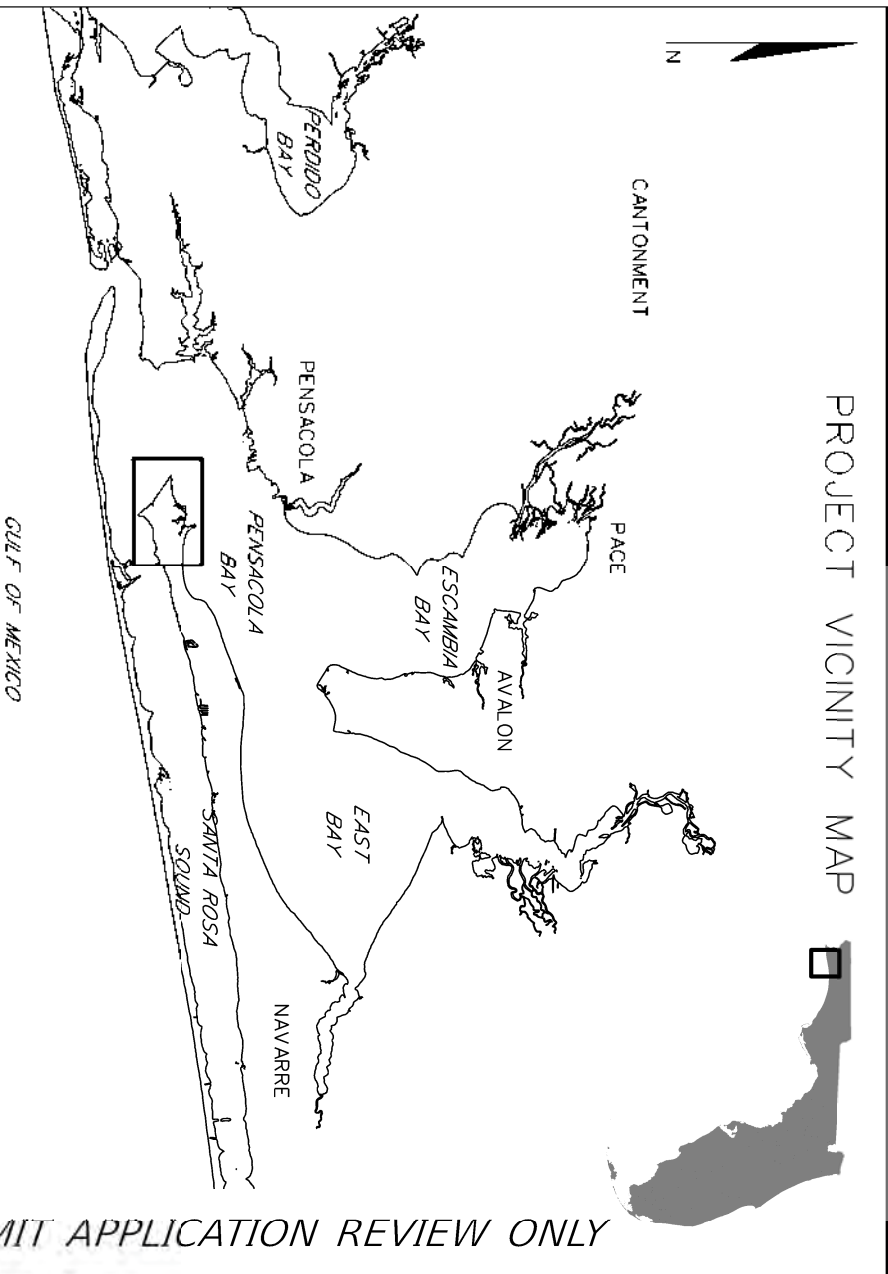 PROJECT VICINITY MAP
N
CANTONMENT
PACE
AVALON
PERDIDO
BAY
PENSACOLA
ESCAMBIA
BAY
PENSACOLA
BAY
EAST
BAY
NAVARRE
SANTA ROSA
SOUND
GULF OF MEXICO
MIT APPLICATION REVIEW ONLY